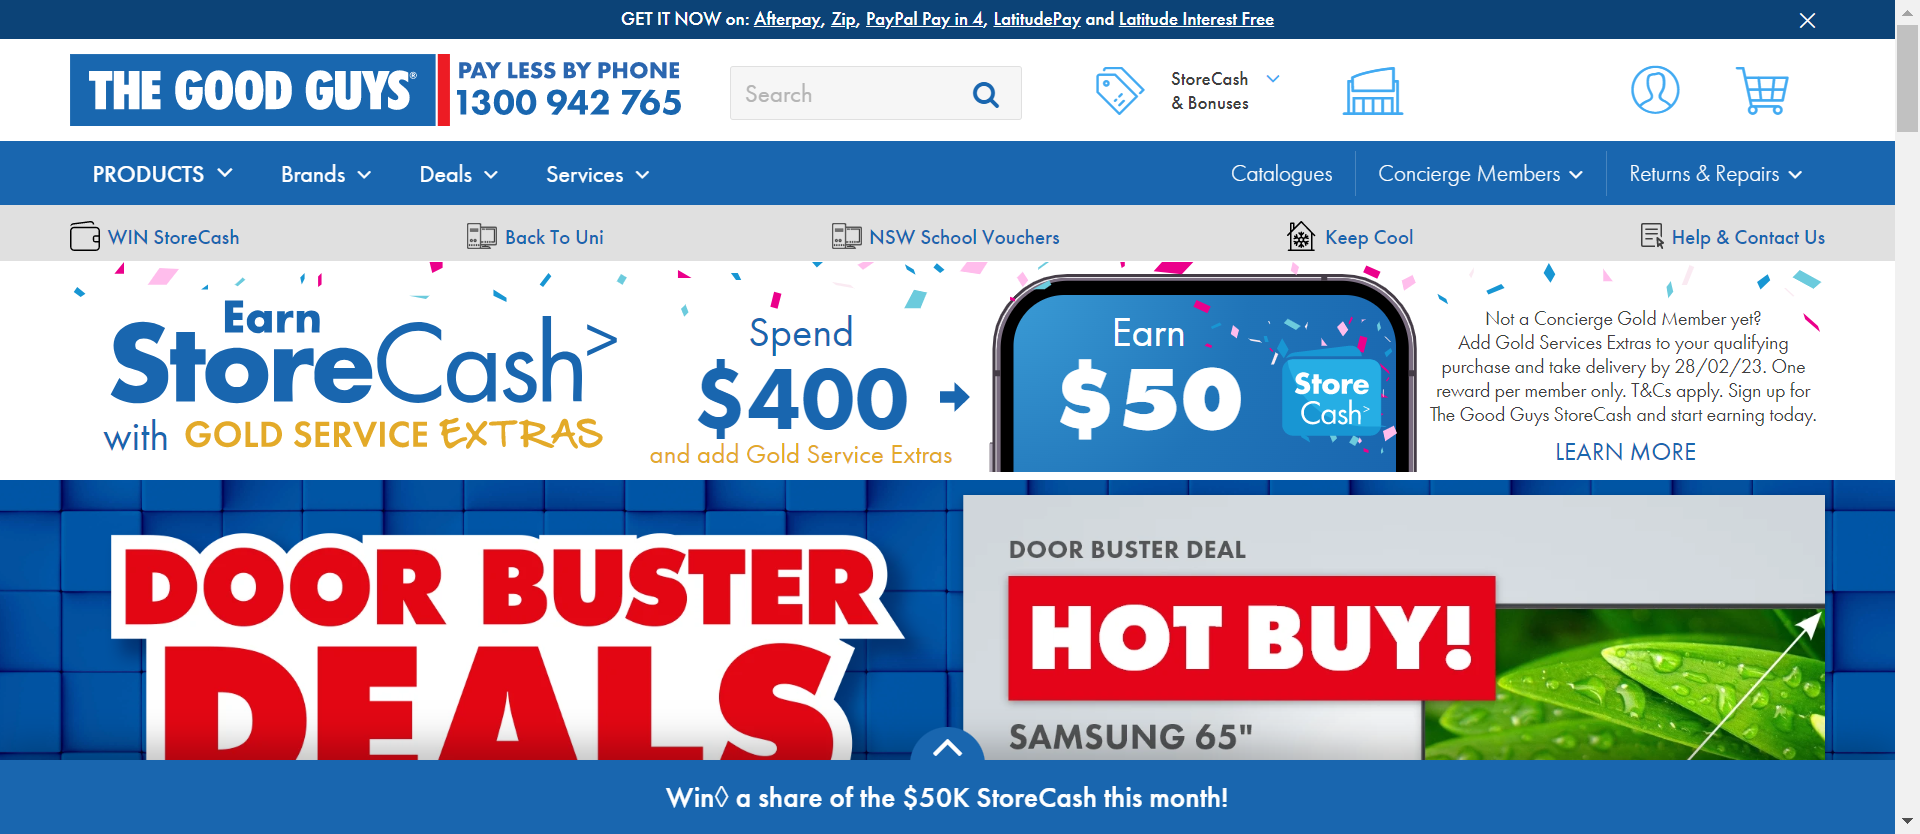 GET IT NOW on: Afterpay, Zip, PayPal Pay in 4, LatitudePay and Latitude Interest Free
THE GOOD GUYS®
PAY LESS BY PHONE
1300 942 765
Search
StoreCash
& Bonuses
PRODUCTS
Brands
Deals
Services
Catalogues
Concierge Members
Returns & Repairs
WIN StoreCash
Back To Uni
NSW School Vouchers
Keep Cool
Help & Contact Us
Earn
StoreCash>
with GOLD SERVICE EXTRAS
Spend
$400
and add Gold Service Extras
Earn
$50
Store
Cash>
Not a Concierge Gold Member yet?
Add Gold Services Extras to your qualifying
purchase and take delivery by 28/02/23. One
reward per member only. T&Cs apply. Sign up for
The Good Guys StoreCash and start earning today.
LEARN MORE
DOOR BUSTER
DEALS
DOOR BUSTER DEAL
HOT BUY!
SAMSUNG 65"
Win◊ a share of the $50K StoreCash this month!